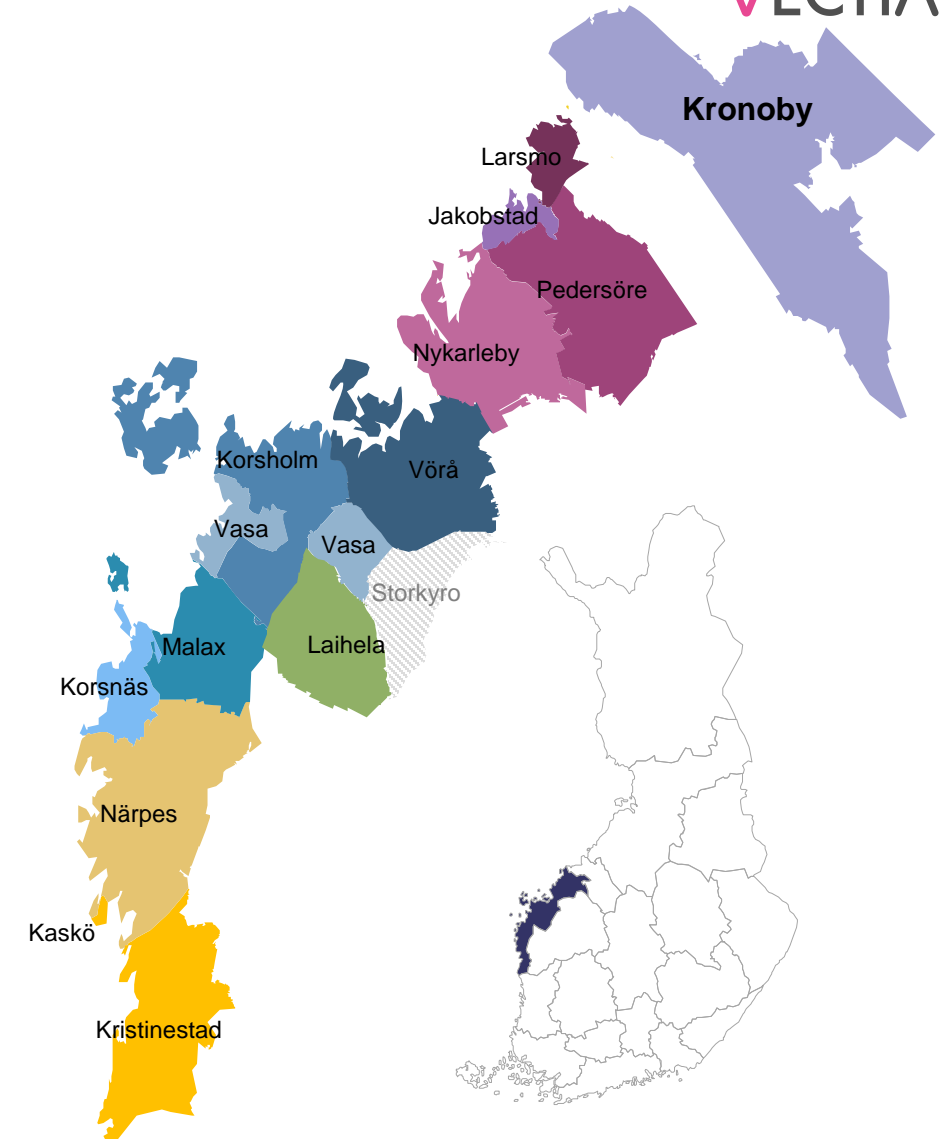 Kronoby
Larsmo
Jakobstad
Pedersöre
Nykarleby
Korsholm
Vörå
Vasa
Vasa
Storkyro
Malax
Laihela
Korsnäs
Närpes
Kaskö
Kristinestad